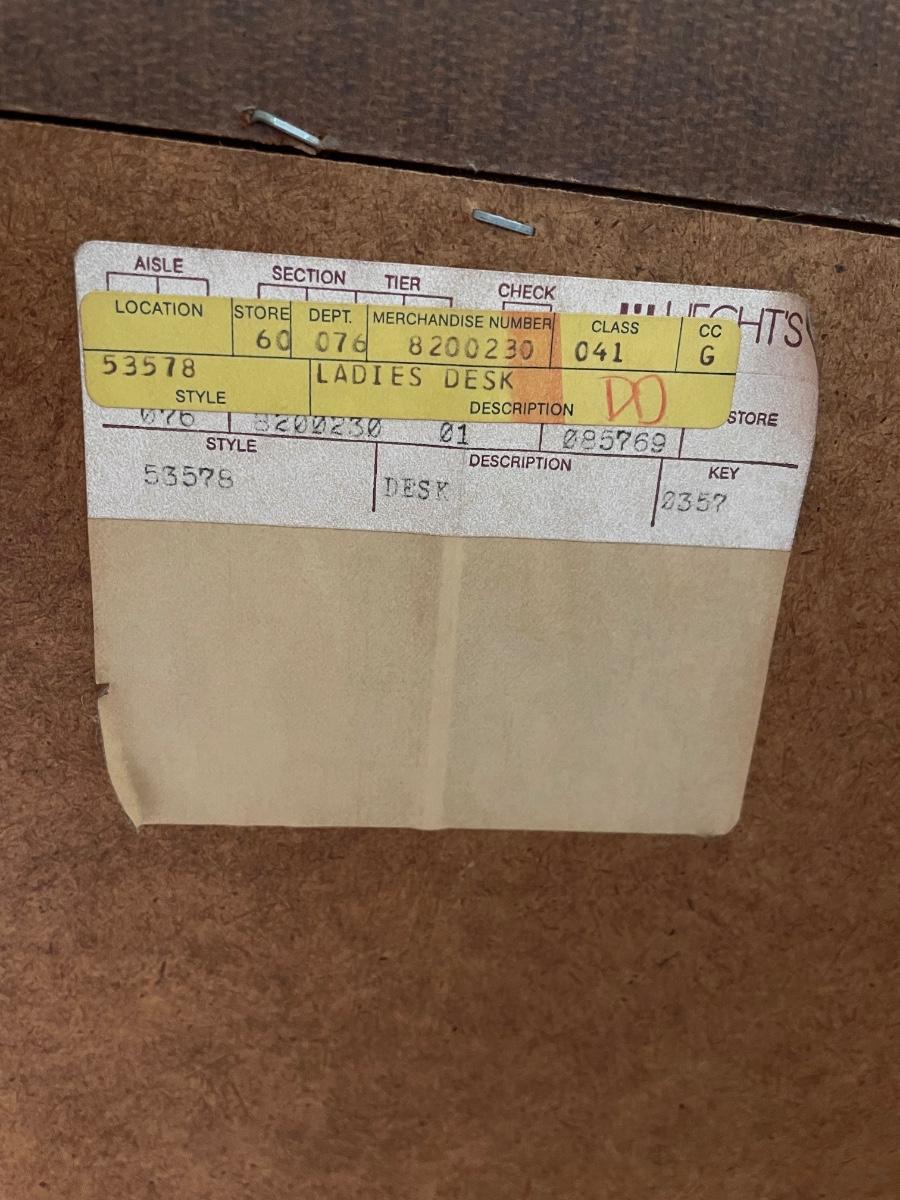 AISLE SECTION TIER CHECK
HECHT'S
LOCATION STORE DEPT. MERCHANDISE NUMBER CLASS CC
60 076 8200230 041 G
53578 LADIES DESK
STYLE DESCRIPTION DD
STORE
076 8200230 01 085769
STYLE DESCRIPTION KEY
53578 DESK 0357